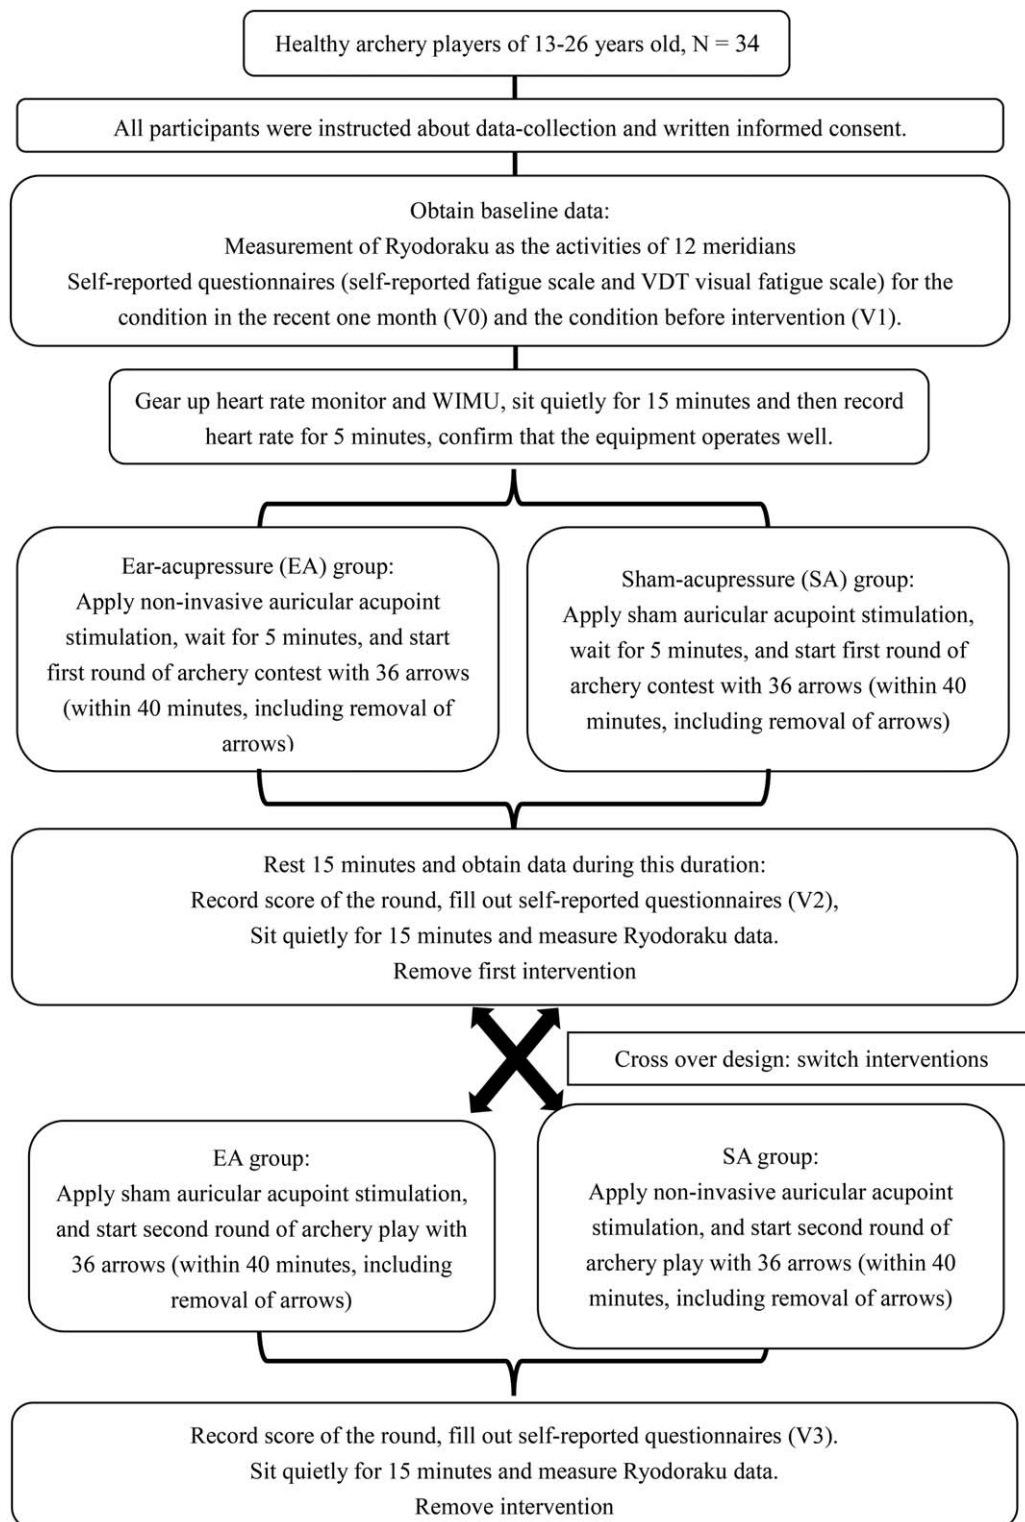 Healthy archery players of 13-26 years old, N = 34
All participants were instructed about data-collection and written informed consent.
Obtain baseline data:
Measurement of Ryodoraku as the activities of 12 meridians
Self-reported questionnaires (self-reported fatigue scale and VDT visual fatigue scale) for the
condition in the recent one month (V0) and the condition before intervention (V1).
Gear up heart rate monitor and WIMU, sit quietly for 15 minutes and then record
heart rate for 5 minutes, confirm that the equipment operates well.
Ear-acupressure (EA) group:
Apply non-invasive auricular acupoint
stimulation, wait for 5 minutes, and start
first round of archery contest with 36 arrows
(within 40 minutes, including removal of
arrows)
Sham-acupressure (SA) group:
Apply sham auricular acupoint stimulation,
wait for 5 minutes, and start first round of
archery contest with 36 arrows (within 40
minutes, including removal of arrows)
Rest 15 minutes and obtain data during this duration:
Record score of the round, fill out self-reported questionnaires (V2),
Sit quietly for 15 minutes and measure Ryodoraku data.
Remove first intervention
Cross over design: switch interventions
EA group:
Apply sham auricular acupoint stimulation,
and start second round of archery play with
36 arrows (within 40 minutes, including
removal of arrows)
SA group:
Apply non-invasive auricular acupoint
stimulation, and start second round of
archery play with 36 arrows (within 40
minutes, including removal of arrows)
Record score of the round, fill out self-reported questionnaires (V3).
Sit quietly for 15 minutes and measure Ryodoraku data.
Remove intervention